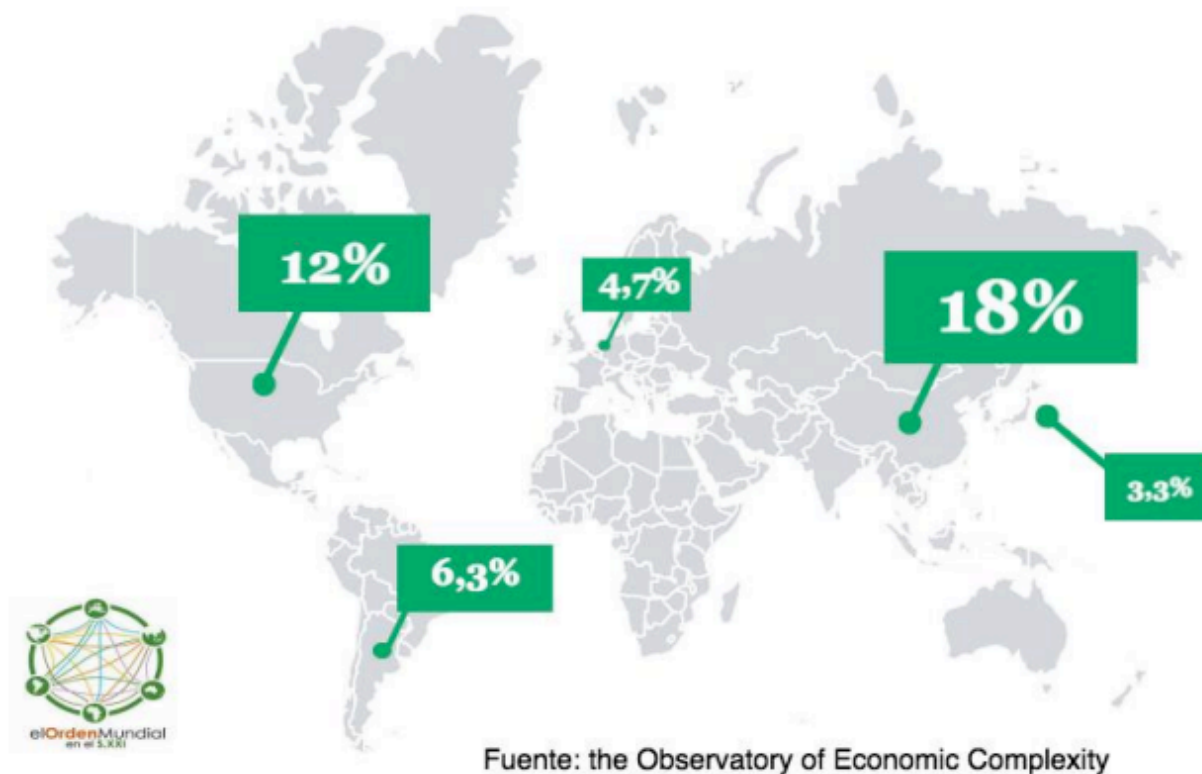 12%
4,7%
18%
3,3%
6,3%
elOrdenMundial
en el S.XXI
Fuente: the Observatory of Economic Complexity